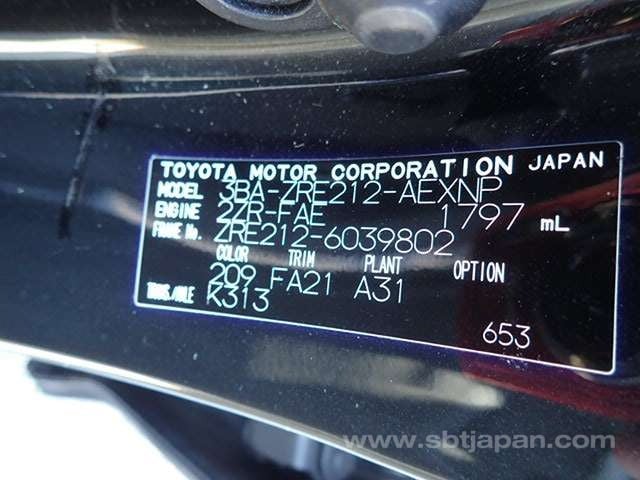 TOYOTA MOTOR CORPORATION JAPAN
MODEL 3BA-ZRE212-AEXNP
ENGINE 2ZR-FAE 1797 mL
FRAME No. ZRE212-6039802
COLOR TRIM PLANT OPTION
209 FA21 A31
TRANS./AXLE K313
653
www.sbtjapan.com